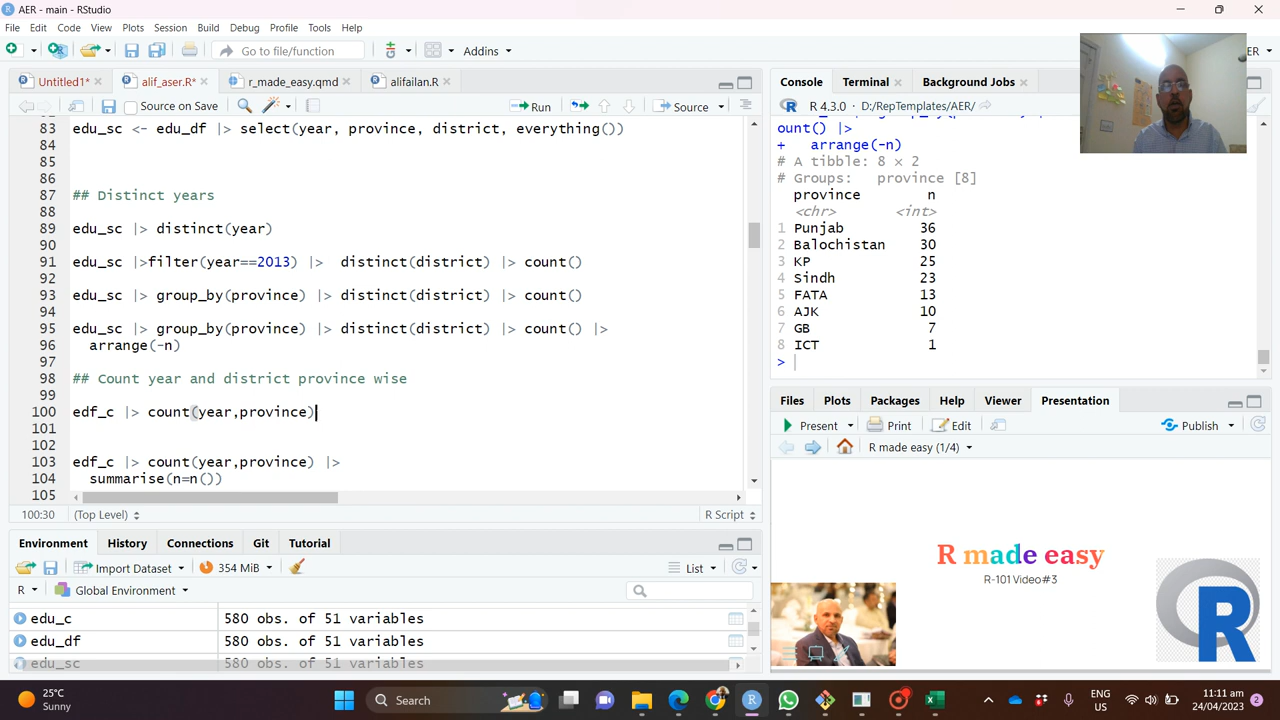 AER - main - RStudio
File Edit Code View Plots Session Build Debug Profile Tools Help
Go to file/function Addins
Untitled1* alif_aser.R* r_made_easy.qmd alifailan.R
Source on Save Run Source
83 edu_sc <- edu_df |> select(year, province, district, everything())
84
85
86
87 ## Distinct years
88
89 edu_sc |> distinct(year)
90
91 edu_sc |>filter(year==2013) |> distinct(district) |> count()
92
93 edu_sc |> group_by(province) |> distinct(district) |> count()
94
95 edu_sc |> group_by(province) |> distinct(district) |> count() |>
96 arrange(-n)
97
98 ## Count year and district province wise
99
100 edf_c |> count(year,province)
101
102
103 edf_c |> count(year,province) |>
104 summarise(n=n())
105
100:30 (Top Level) R Script
Environment History Connections Git Tutorial
Import Dataset 354 MiB List
R Global Environment
edu_c 580 obs. of 51 variables
edu_df 580 obs. of 51 variables
edu_sc 580 obs. of 51 variables
Console Terminal Background Jobs
R 4.3.0 · D:/RepTemplates/AER/
ount() |>
+ arrange(-n)
# A tibble: 8 × 2
# Groups: province [8]
province n
<chr> <int>
1 Punjab 36
2 Balochistan 30
3 KP 25
4 Sindh 23
5 FATA 13
6 AJK 10
7 GB 7
8 ICT 1
>
Files Plots Packages Help Viewer Presentation
Present Print Edit Publish
R made easy (1/4)
R made easy
R-101 Video#3
R
25°C
Sunny
Search
ENG
US
11:11 am
24/04/2023
2